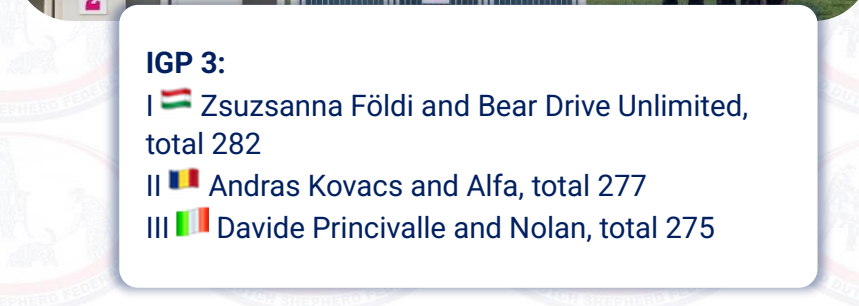 2
IGP 3:
I 🇭🇺 Zsuzsanna Földi and Bear Drive Unlimited,
total 282
II 🇷🇴 Andras Kovacs and Alfa, total 277
III 🇮🇹 Davide Princivalle and Nolan, total 275